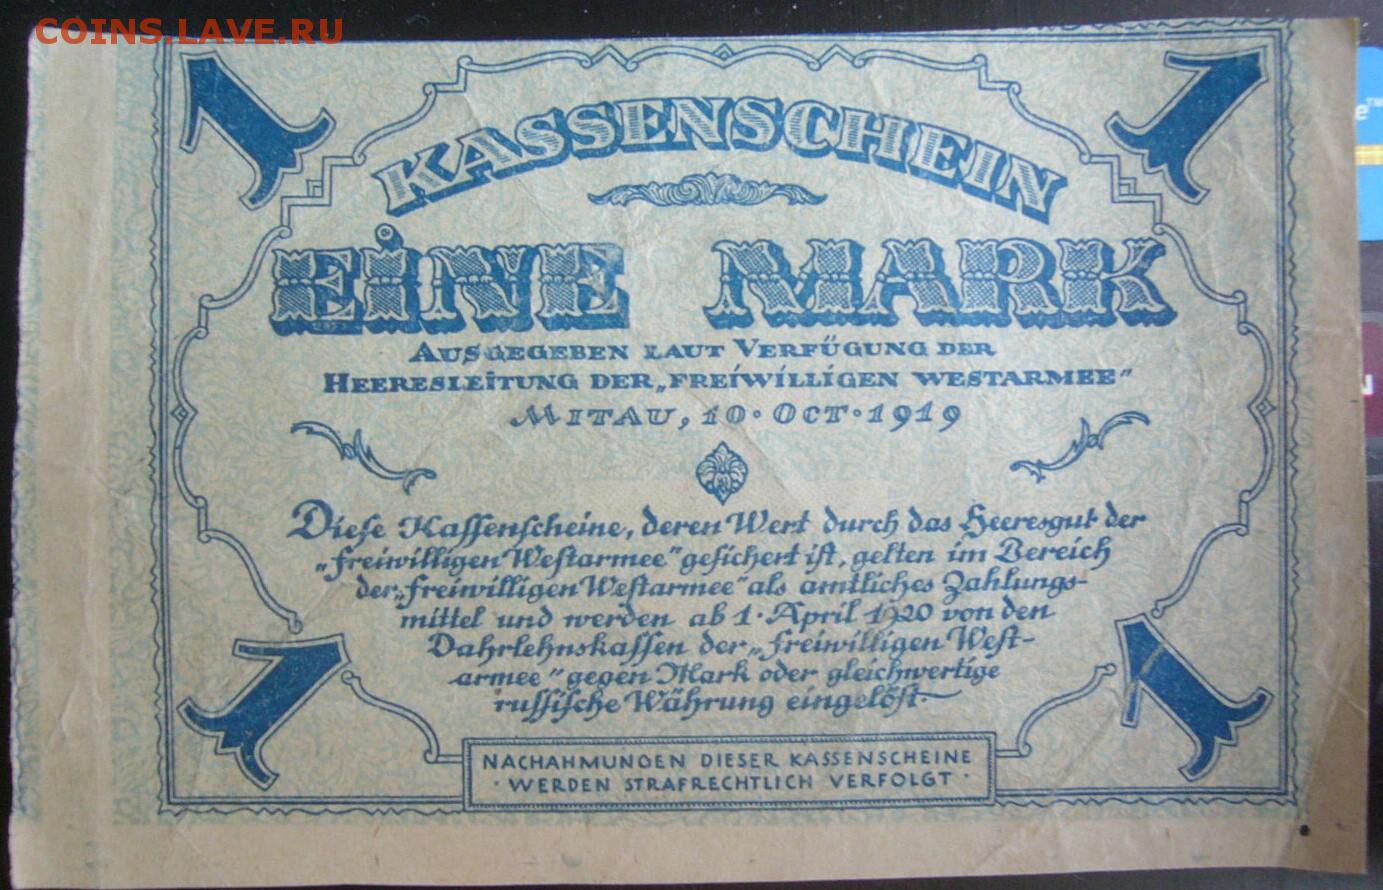 COINS.LAVE.RU
1 1
KASSENSCHEIN
EINE MARK
AUSGEGEBEN LAUT VERFÜGUNG DER
HEERESLEITUNG DER „FREIWILLIGEN WESTARMEE"
MITAU, 10·OCT·1919
Diese Kassenscheine, deren Wert durch das Heeresgut der
„Freiwilligen Westarmee" gesichert ist, gelten im Bereich
der „Freiwilligen Westarmee" als amtliches Zahlungs-
mittel und werden ab 1. April 1920 von den
Darlehnskassen der „Freiwilligen West-
armee" gegen Mark oder gleichwertige
russische Währung eingelöst.
1 1
NACHAHMUNGEN DIESER KASSENSCHEINE
· WERDEN STRAFRECHTLICH VERFOLGT ·
e™
N